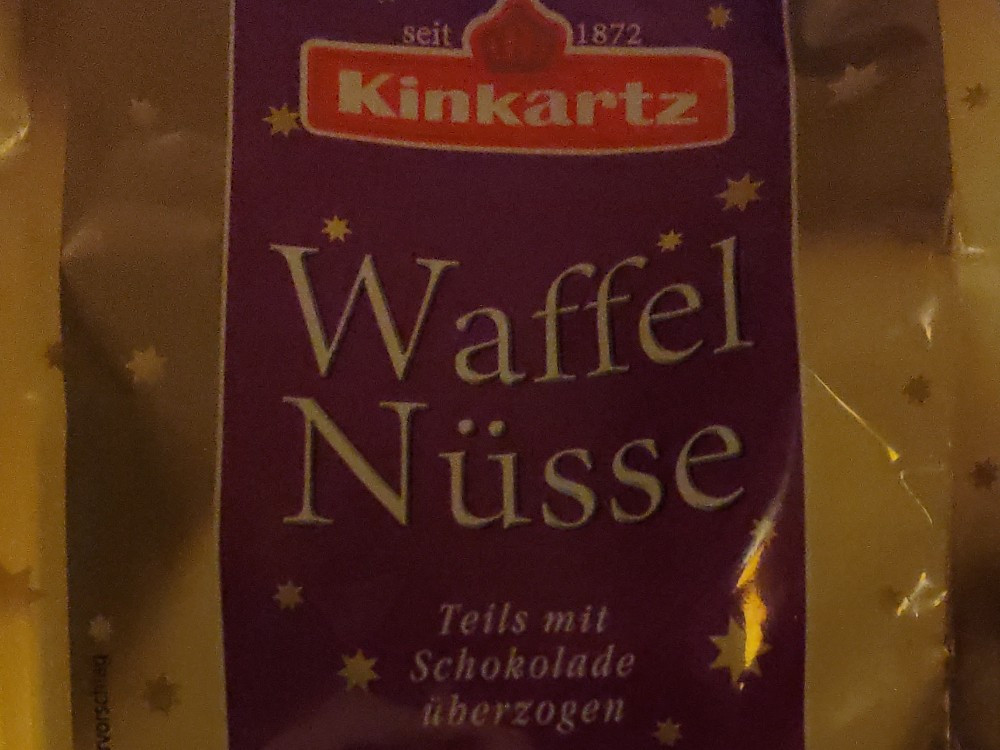 seit 1872
Kinkartz
Waffel
Nüsse
Teils mit
Schokolade
überzogen